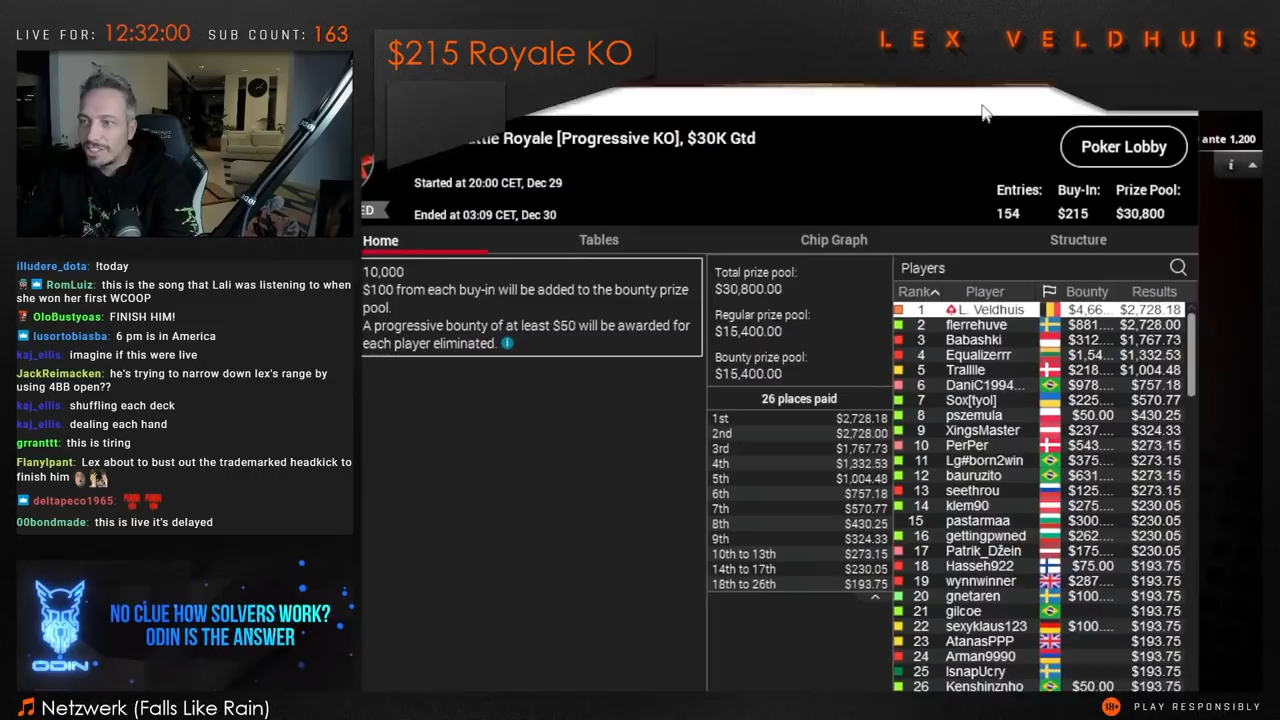 LIVE FOR: 12:32:00 SUB COUNT: 163
$215 Royale KO
LEX VELDHUIS
Royale [Progressive KO], $30K Gtd
Poker Lobby
ante 1,200
Started at 20:00 CET, Dec 29
Ended at 03:09 CET, Dec 30
Entries: Buy-In: Prize Pool:
154 $215 $30,800
Home Tables Chip Graph Structure
10,000
$100 from each buy-in will be added to the bounty prize
pool.
A progressive bounty of at least $50 will be awarded for
each player eliminated.
Total prize pool:
$30,800.00
Regular prize pool:
$15,400.00
Bounty prize pool:
$15,400.00
26 places paid
1st $2,728.18
2nd $2,728.00
3rd $1,767.73
4th $1,332.53
5th $1,004.48
6th $757.18
7th $570.77
8th $430.25
9th $324.33
10th to 13th $273.15
14th to 17th $230.05
18th to 26th $193.75
Players
Rank Player Bounty Results
1 L. Veldhuis $4,66... $2,728.18
2 flerrehuve $881.... $2,728.00
3 Babashki $312.... $1,767.73
4 Equalizerrr $1,54... $1,332.53
5 Trallle $218.... $1,004.48
6 DaniC1994... $978.... $757.18
7 Sox[tyol] $225.... $570.77
8 pszemula $50.00 $430.25
9 XingsMaster $237.... $324.33
10 PerPer $543.... $273.15
11 Lg#born2win $375.... $273.15
12 bauruzito $631.... $273.15
13 seethrou $125.... $273.15
14 klem90 $275.... $230.05
15 pastarmaa $300.... $230.05
16 gettingpwned $262.... $230.05
17 Patrik_Džein $175.... $230.05
18 Hasseh922 $75.00 $193.75
19 wynnwinner $287.... $193.75
20 gnetaren $100.... $193.75
21 gilcoe $193.75
22 sexyklaus123 $100.... $193.75
23 AtanasPPP $193.75
24 Arman9990 $193.75
25 IsnapUcry $193.75
26 Kenshinznho $50.00 $193.75
illudere_dota: !today
RomLuiz: this is the song that Lali was listening to when
she won her first WCOOP
OloBustyoas: FINISH HIM!
lusortobiasba: 6 pm is in America
kaj_ellis: imagine if this were live
JackReimacken: he's trying to narrow down lex's range by
using 4BB open??
kaj_ellis: shuffling each deck
kaj_ellis: dealing each hand
grranttt: this is tiring
Flanylpant: Lex about to bust out the trademarked headkick to
finish him
deltapeco1965:
00bondmade: this is live it's delayed
NO CLUE HOW SOLVERS WORK?
ODIN IS THE ANSWER
ODIN
Netzwerk (Falls Like Rain)
18+ PLAY RESPONSIBLY